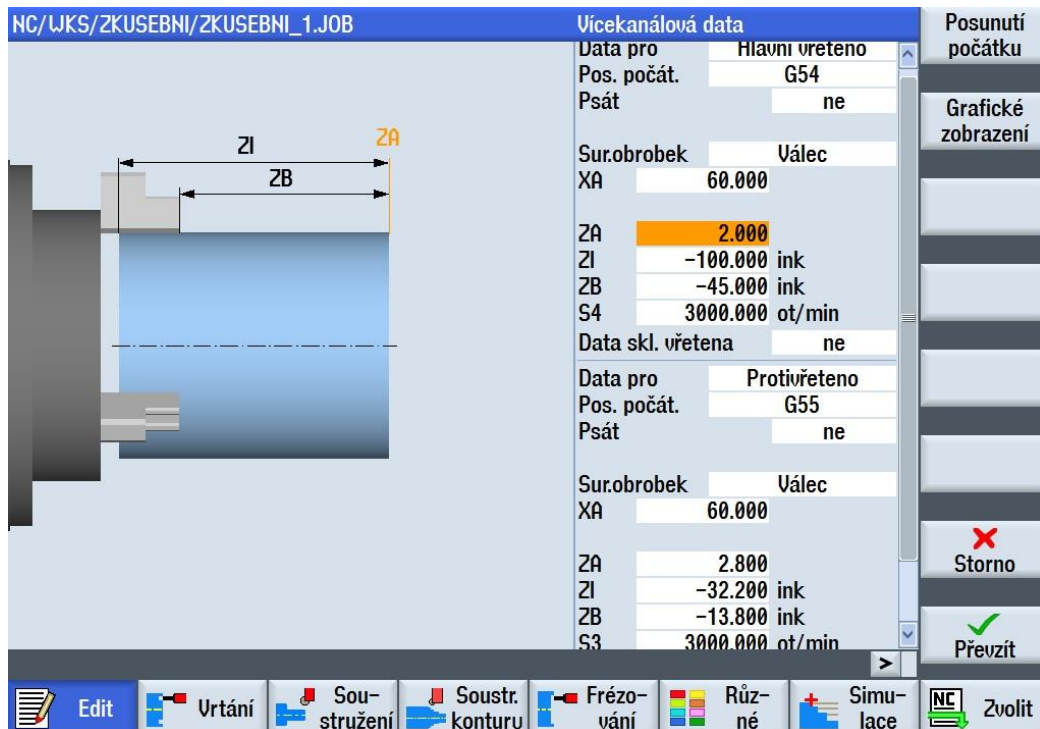 NC/WKS/ZKUSEBNI/ZKUSEBNI_1.JOB
Vícekanálová data
Data pro Hlavní vřeteno
Pos. počát. G54
Psát ne
Sur.obrobek Válec
XA 60.000
ZA 2.000
ZI -100.000 ink
ZB -45.000 ink
S4 3000.000 ot/min
Data skl. vřetena ne
Data pro Protivřeteno
Pos. počát. G55
Psát ne
Sur.obrobek Válec
XA 60.000
ZA 2.800
ZI -32.200 ink
ZB -13.800 ink
S3 3000.000 ot/min
ZI
ZA
ZB
Posunutí
počátku
Grafické
zobrazení
Storno
Převzít
>
Edit
Vrtání
Sou-
stružení
Soustr.
konturu
Frézo-
vání
Růz-
né
Simu-
lace
NC
Zvolit